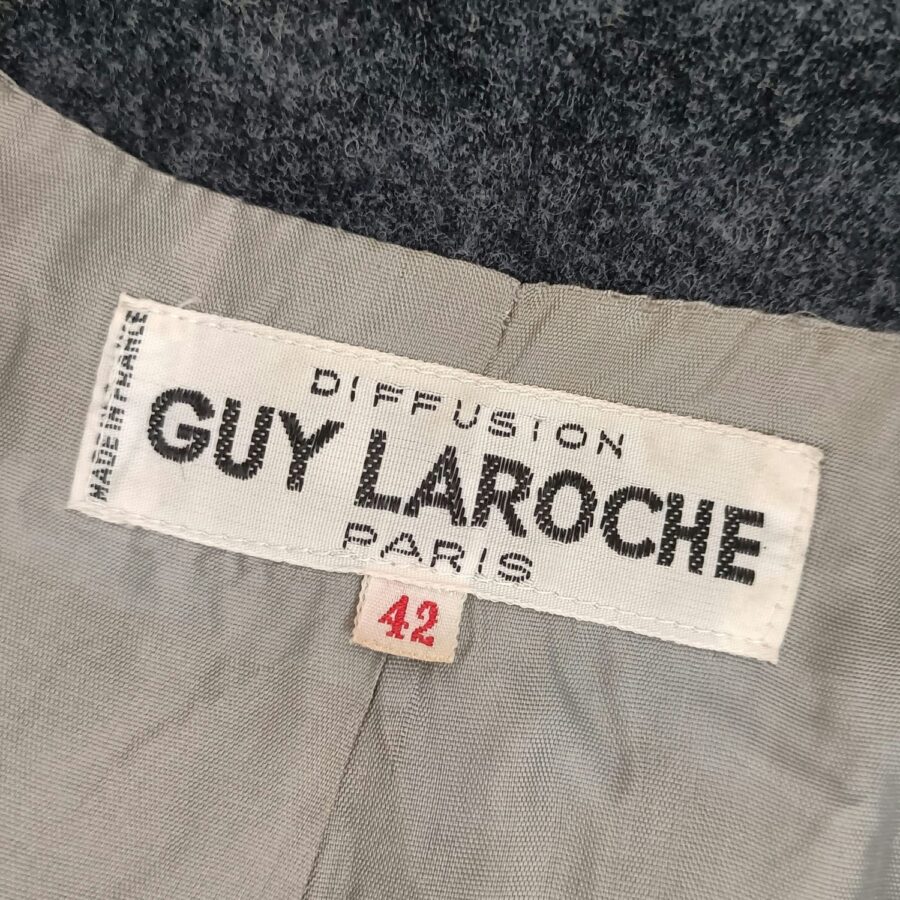 MADE IN FRANCE
DIFFUSION
GUY LAROCHE
PARIS
42